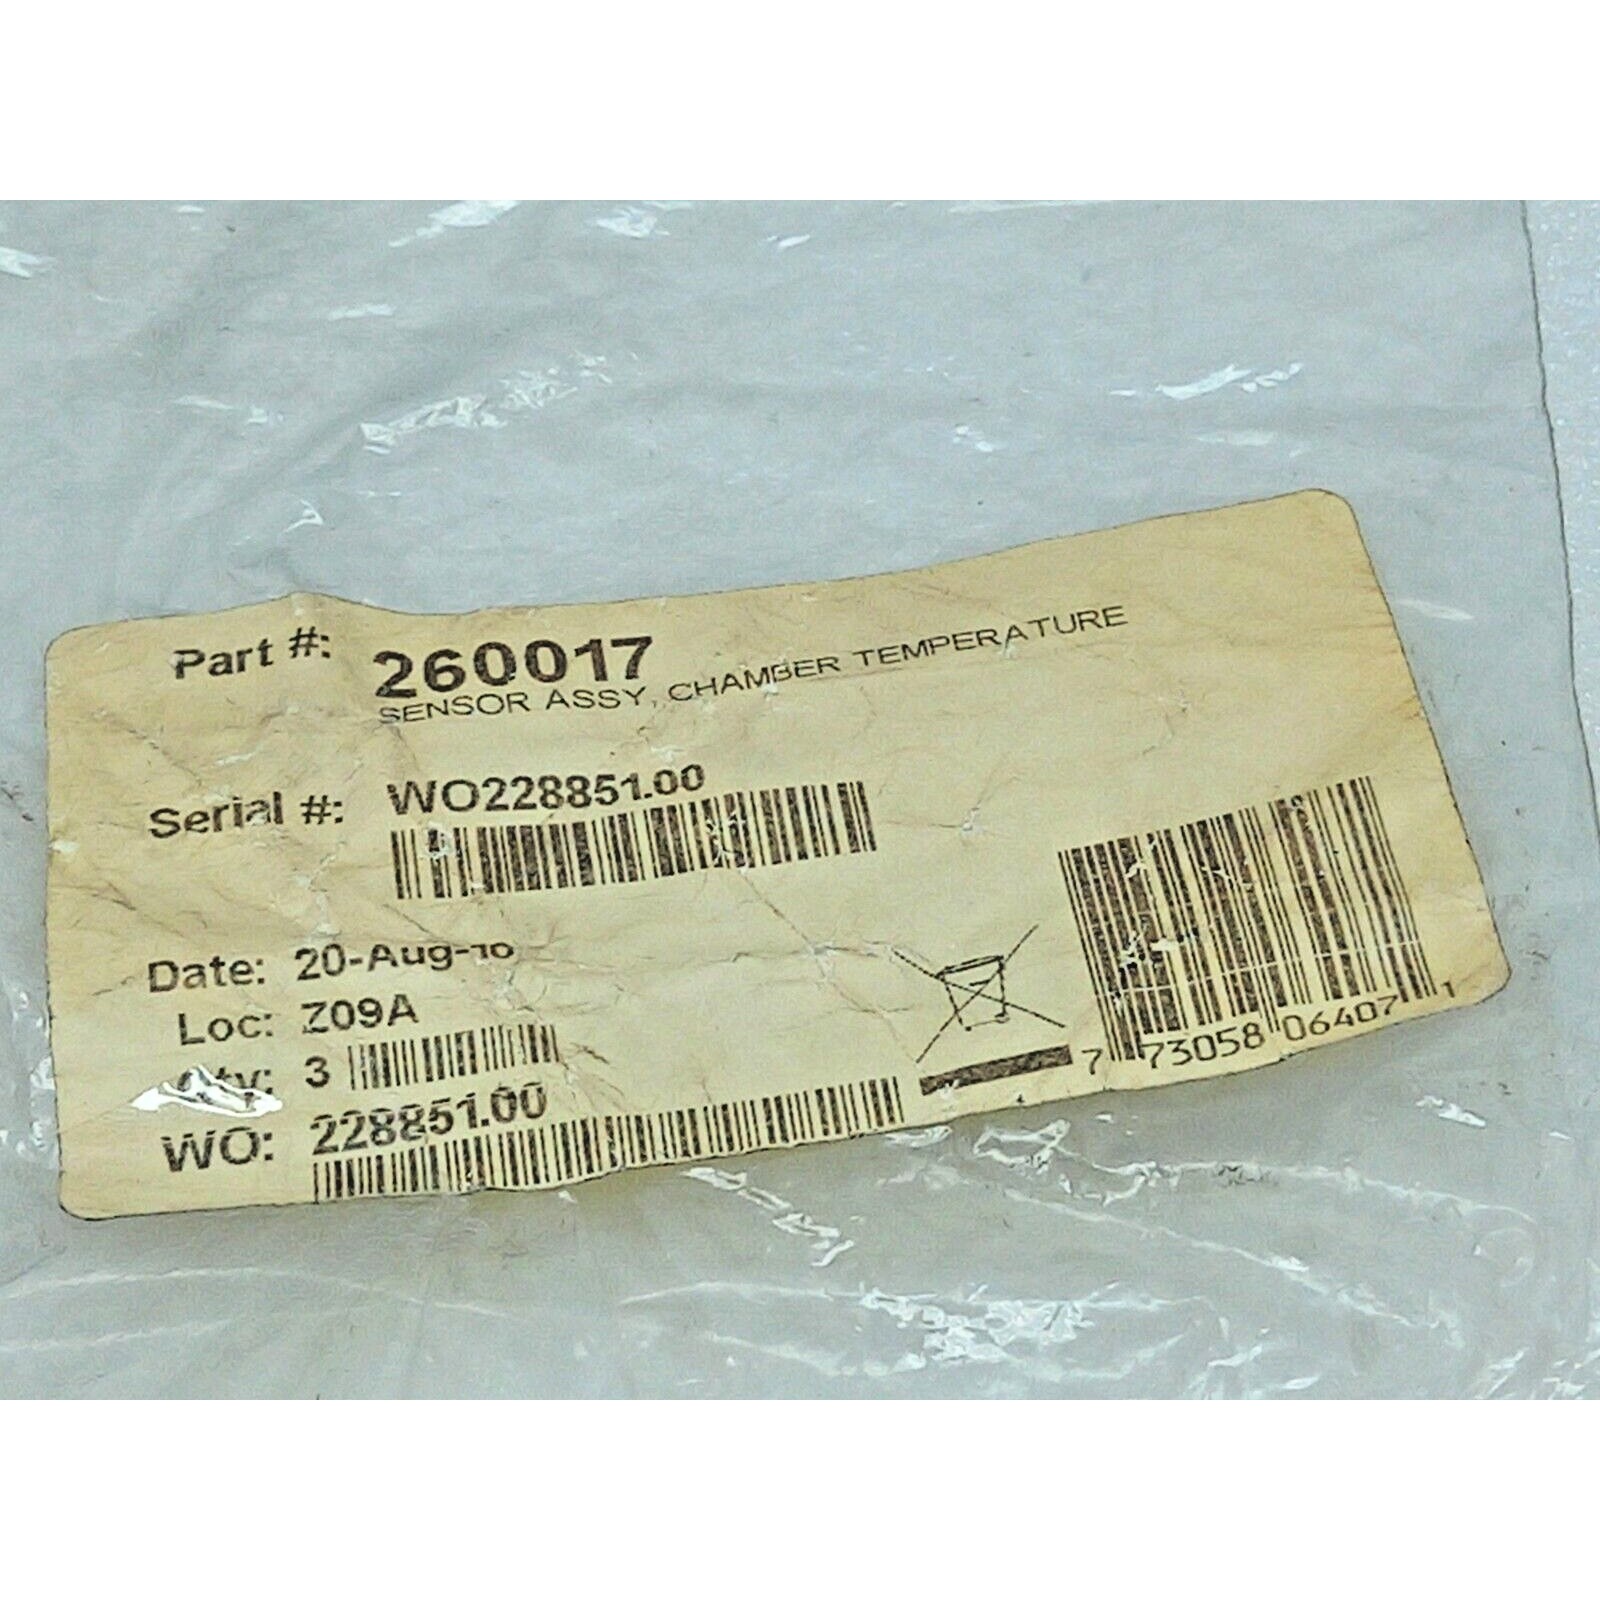 Part #: 260017
SENSOR ASSY, CHAMBER TEMPERATURE
Serial #: WO228851.00
Date: 20-Aug-
Loc: Z09A
Qty: 3
WO: 228851.00
7 73058 06407 1